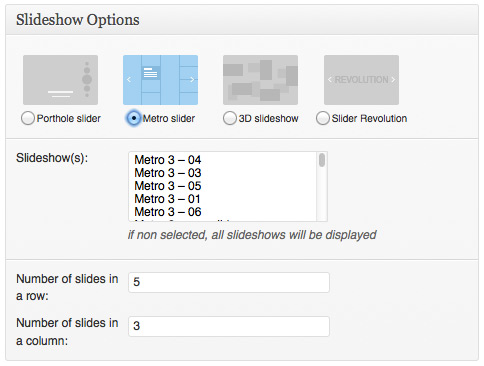 Slideshow Options
REVOLUTION
Porthole slider
Metro slider
3D slideshow
Slider Revolution
Slideshow(s):
Metro 3 – 04
Metro 3 – 03
Metro 3 – 05
Metro 3 – 01
Metro 3 – 06
if non selected, all slideshows will be displayed
Number of slides in
a row:
5
Number of slides in
a column:
3